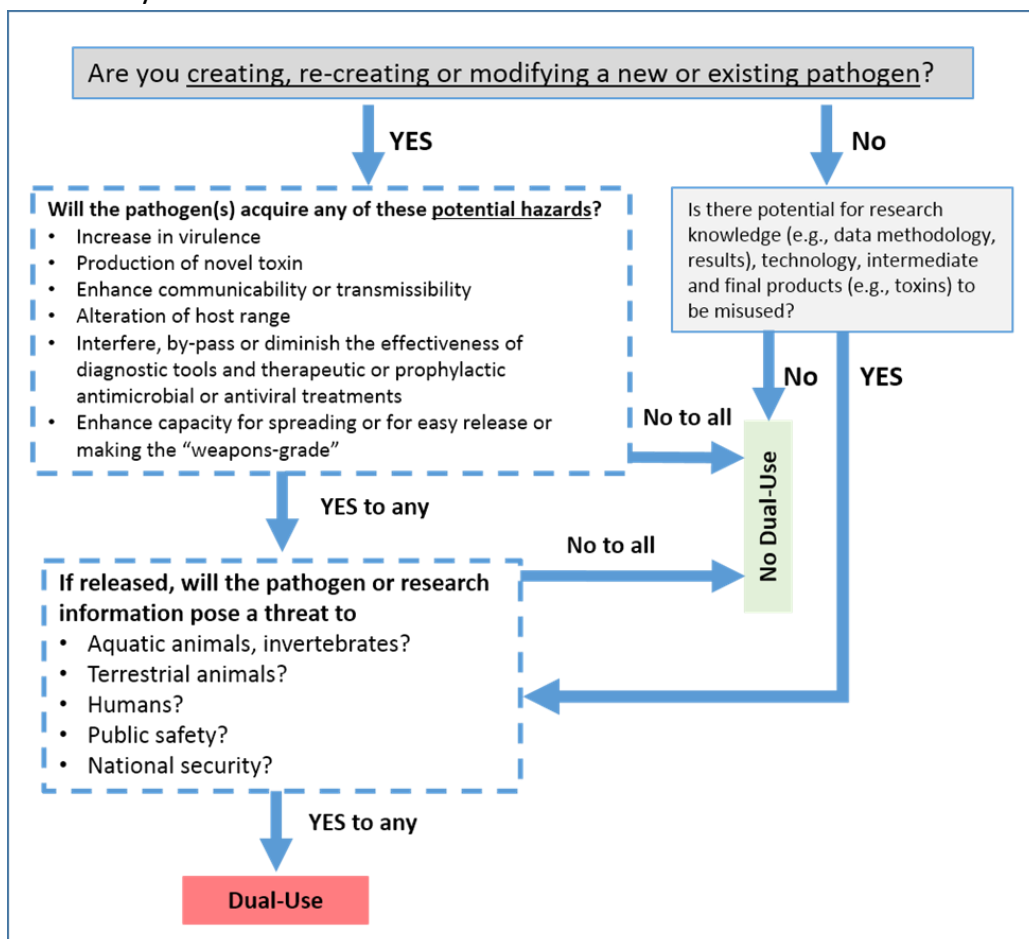 Are you creating, re-creating or modifying a new or existing pathogen?
YES
No
Will the pathogen(s) acquire any of these potential hazards?
• Increase in virulence
• Production of novel toxin
• Enhance communicability or transmissibility
• Alteration of host range
• Interfere, by-pass or diminish the effectiveness of
diagnostic tools and therapeutic or prophylactic
antimicrobial or antiviral treatments
• Enhance capacity for spreading or for easy release or
making the “weapons-grade”
Is there potential for research
knowledge (e.g., data methodology,
results), technology, intermediate
and final products (e.g., toxins) to
be misused?
No
YES
No to all
YES to any
No to all
No Dual-Use
If released, will the pathogen or research
information pose a threat to
• Aquatic animals, invertebrates?
• Terrestrial animals?
• Humans?
• Public safety?
• National security?
YES to any
Dual-Use